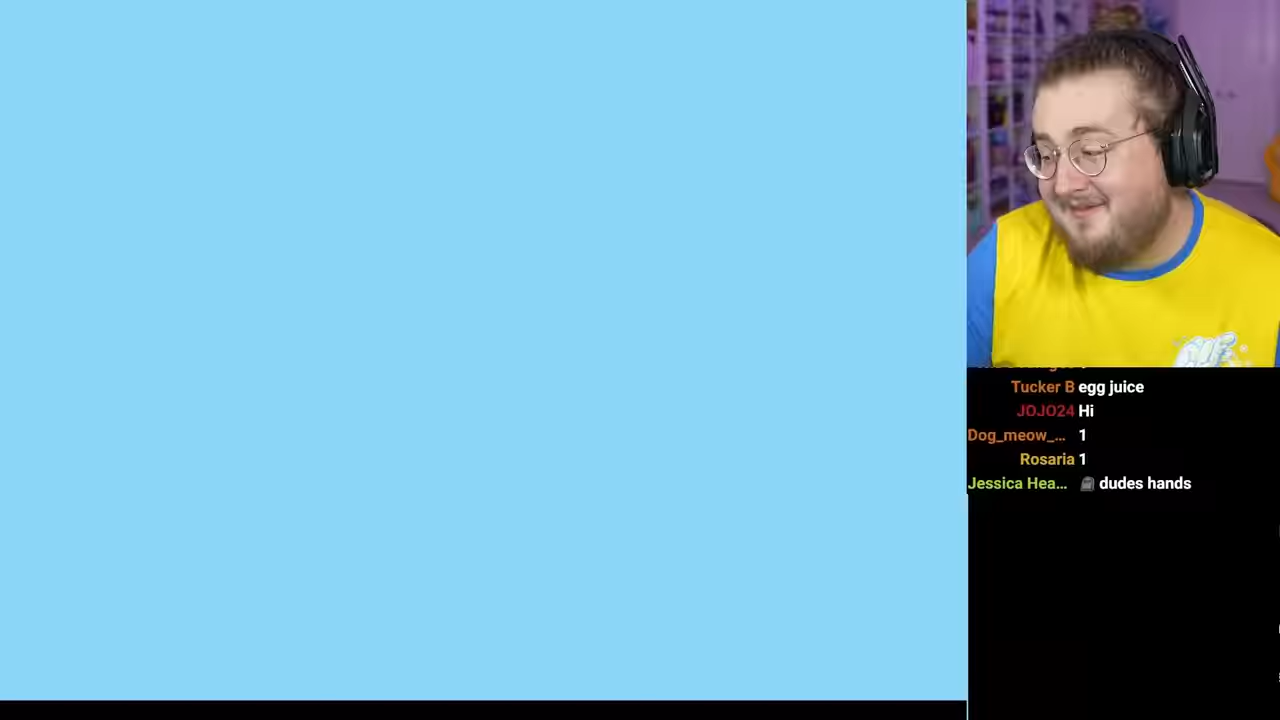 Tucker B egg juice
JOJO24 Hi
Dog_meow_... 1
Rosaria 1
Jessica Hea... dudes hands